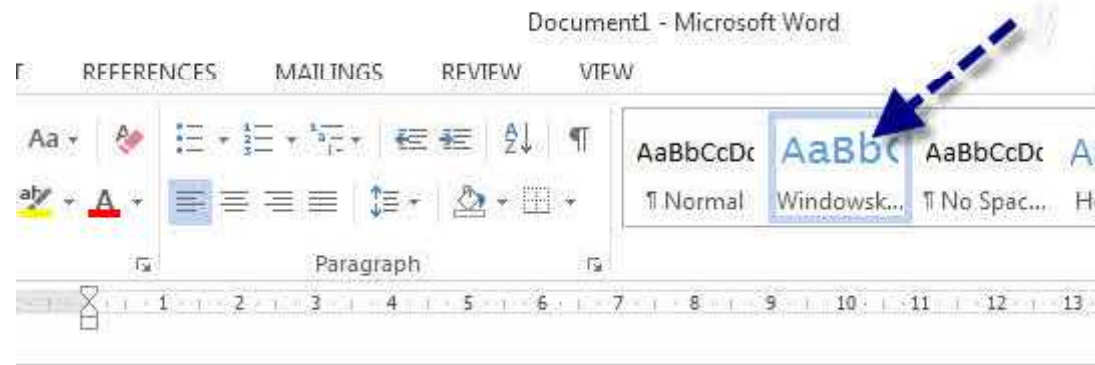 Document1 - Microsoft Word
REFERENCES MAILINGS REVIEW VIEW
Aa
AaBbCcDc AaBbC AaBbCcDc A
aby A
¶ Normal Windowsk... ¶ No Spac... H
Paragraph
1 2 3 4 5 6 7 8 9 10 11 12 13